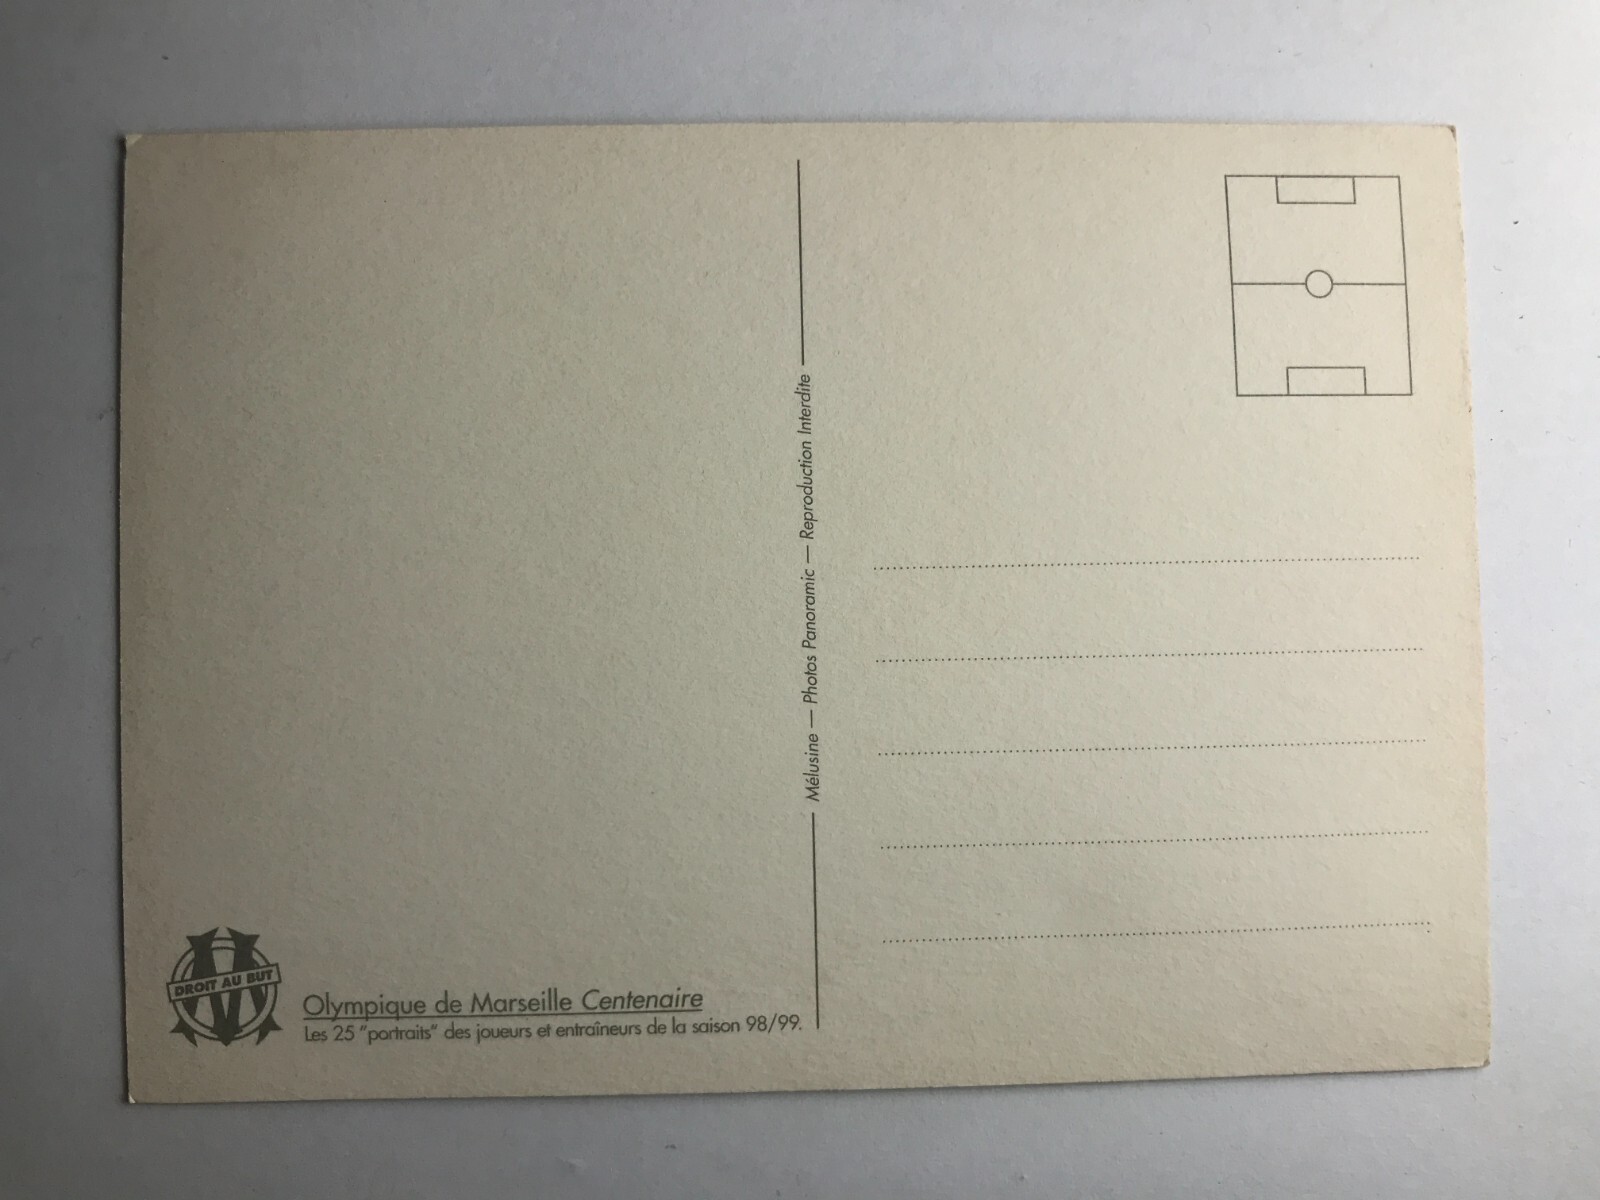 DROIT AU BUT
Olympique de Marseille Centenaire
Les 25 "portraits" des joueurs et entraîneurs de la saison 98/99.
Mélusine — Photos Panoramic — Reproduction Interdite